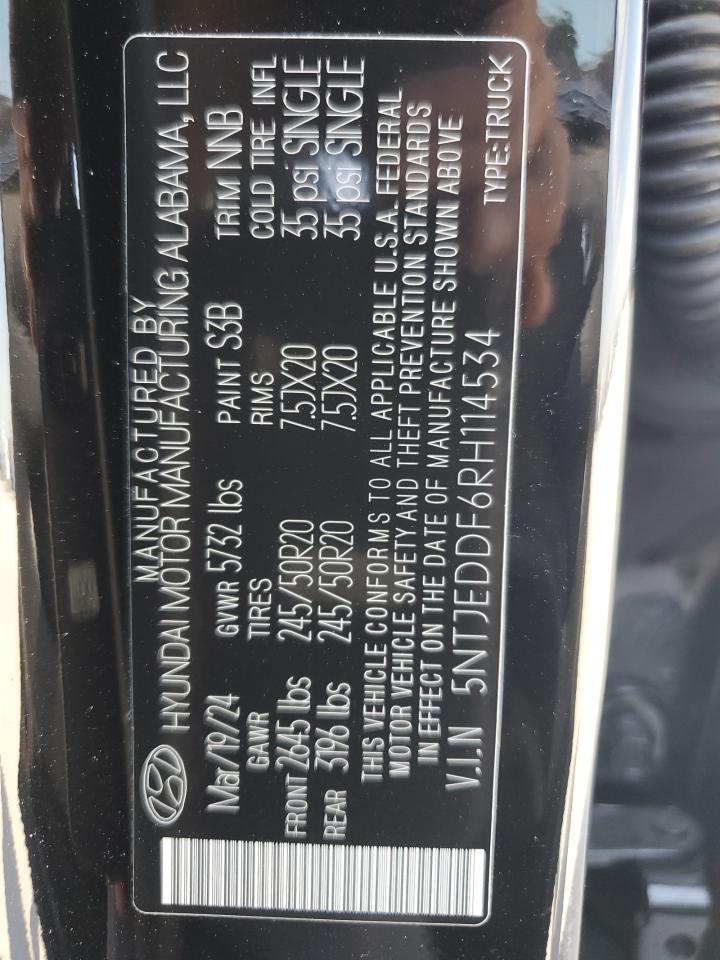 MANUFACTURED BY
HYUNDAI MOTOR MANUFACTURING ALABAMA, LLC
Mar/19/24 GVWR 5732 lbs PAINT S3B TRIM NNB
GAWR TIRES RIMS COLD TIRE INFL
FRONT 2645 lbs 245/50R20 7.5JX20 35 psi SINGLE
REAR 3196 lbs 245/50R20 7.5JX20 35 psi SINGLE
THIS VEHICLE CONFORMS TO ALL APPLICABLE U.S.A. FEDERAL
MOTOR VEHICLE SAFETY AND THEFT PREVENTION STANDARDS
IN EFFECT ON THE DATE OF MANUFACTURE SHOWN ABOVE
V.I.N 5NTJEDDF6RH114534 TYPE:TRUCK